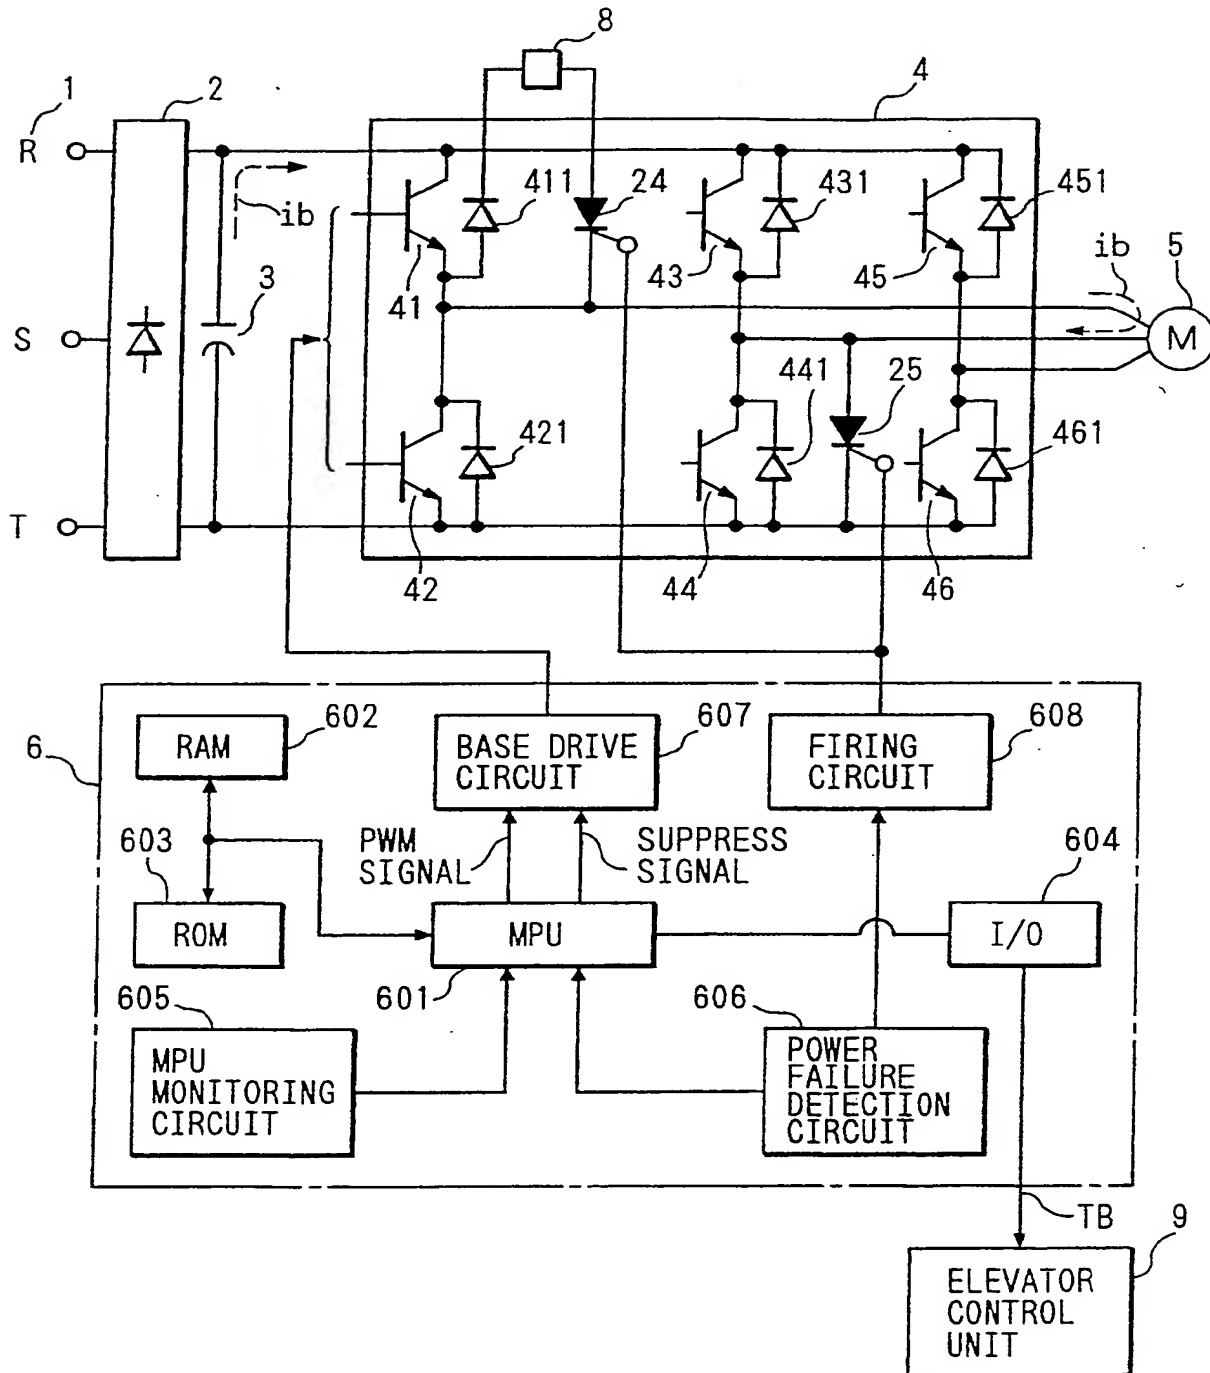 8
1
2
4
R
411
24
431
451
ib
5
41
43
45
ib
3
S
M
441
25
421
461
T
42
44
46
602
607
608
6
RAM
BASE DRIVE
CIRCUIT
FIRING
CIRCUIT
603
PWM
SIGNAL
SUPPRESS
SIGNAL
604
ROM
MPU
I/O
605
601
606
MPU
MONITORING
CIRCUIT
POWER
FAILURE
DETECTION
CIRCUIT
TB
9
ELEVATOR
CONTROL
UNIT